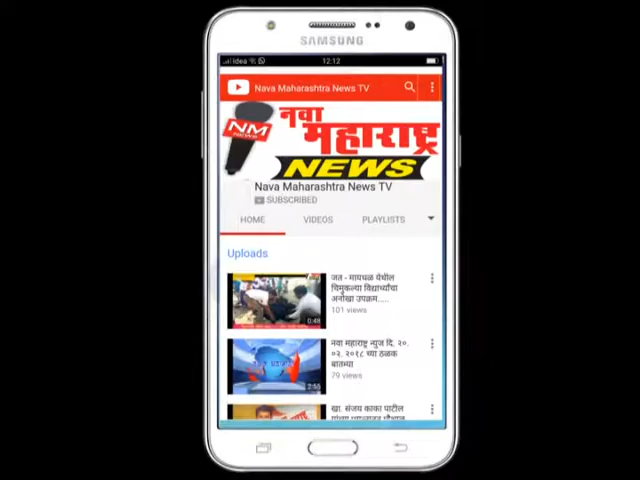 SAMSUNG
Idea 12.12
Nava Maharashtra News TV
नवा
महाराष्ट्र
NM
NEWS
NEWS
Nava Maharashtra News TV
SUBSCRIBED
HOME VIDEOS PLAYLISTS
Uploads
जत - मायथळ येथील
चिमुकल्या विद्यार्थ्यांचा
अनोखा उपक्रम.....
101 views
0:48
नवा महाराष्ट्र न्युज दि. २०.
०२. २०१८ च्या ठळक
बातम्या
79 views
2:55
खा. संजय काका पाटील